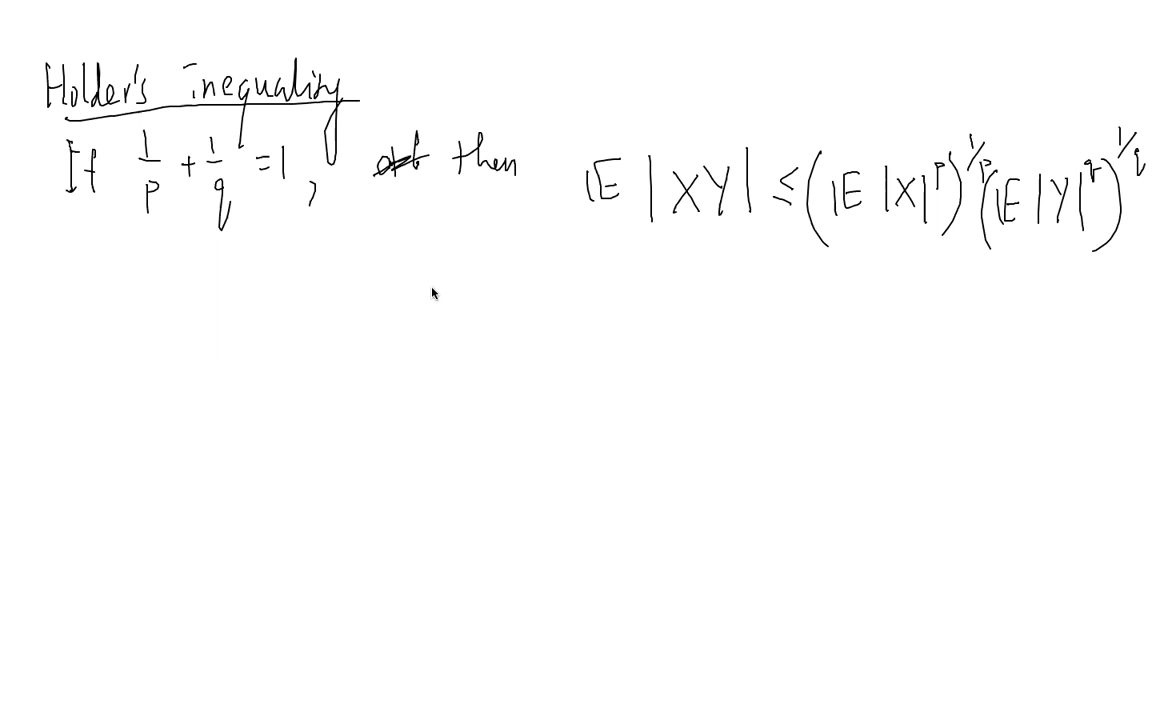 Holder's inequality
If 1/p + 1/q = 1, then 𝔼|XY| ≤ (𝔼|X|^p)^{1/p} (𝔼|Y|^q)^{1/q}